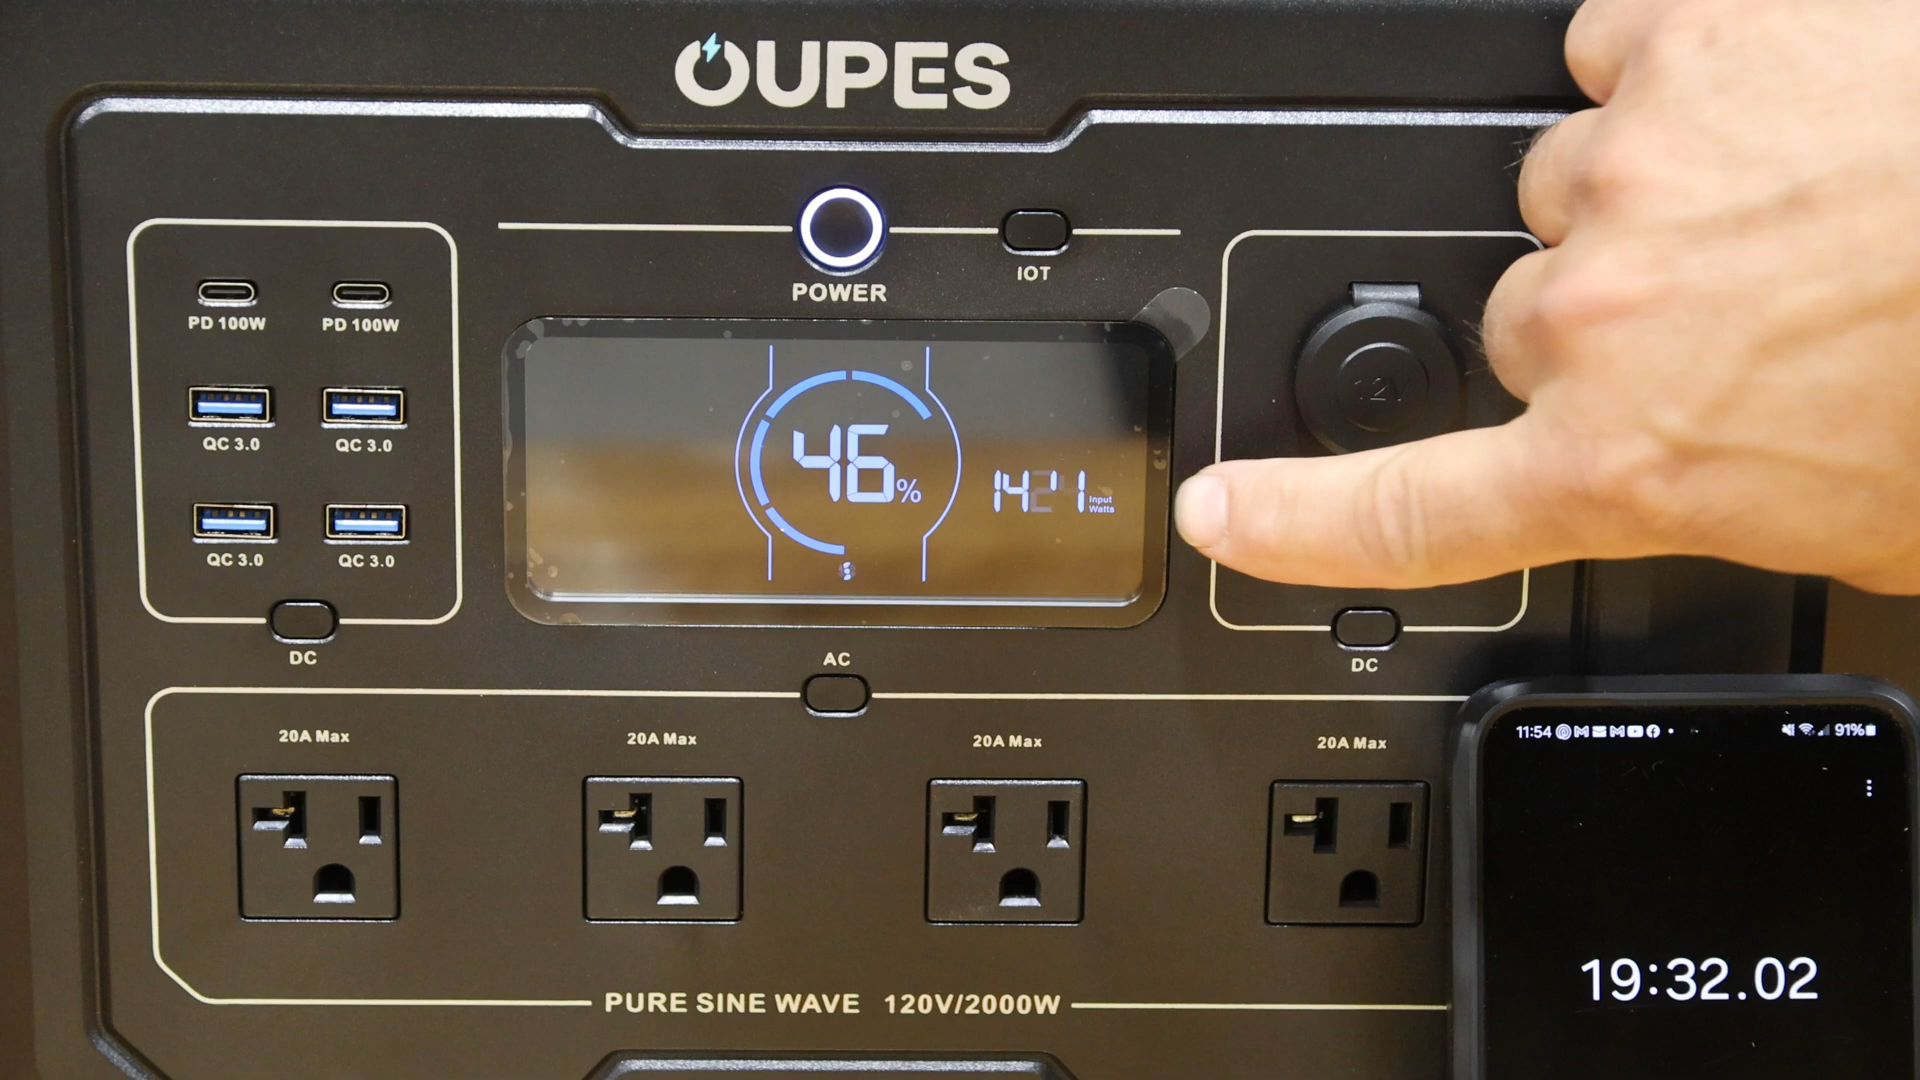 OUPES
POWER
IOT
PD 100W PD 100W
QC 3.0 QC 3.0
QC 3.0 QC 3.0
DC
46%
Input
Watts
12V
DC
AC
20A Max 20A Max 20A Max 20A Max
PURE SINE WAVE 120V/2000W
11:54 91%
19:32.02